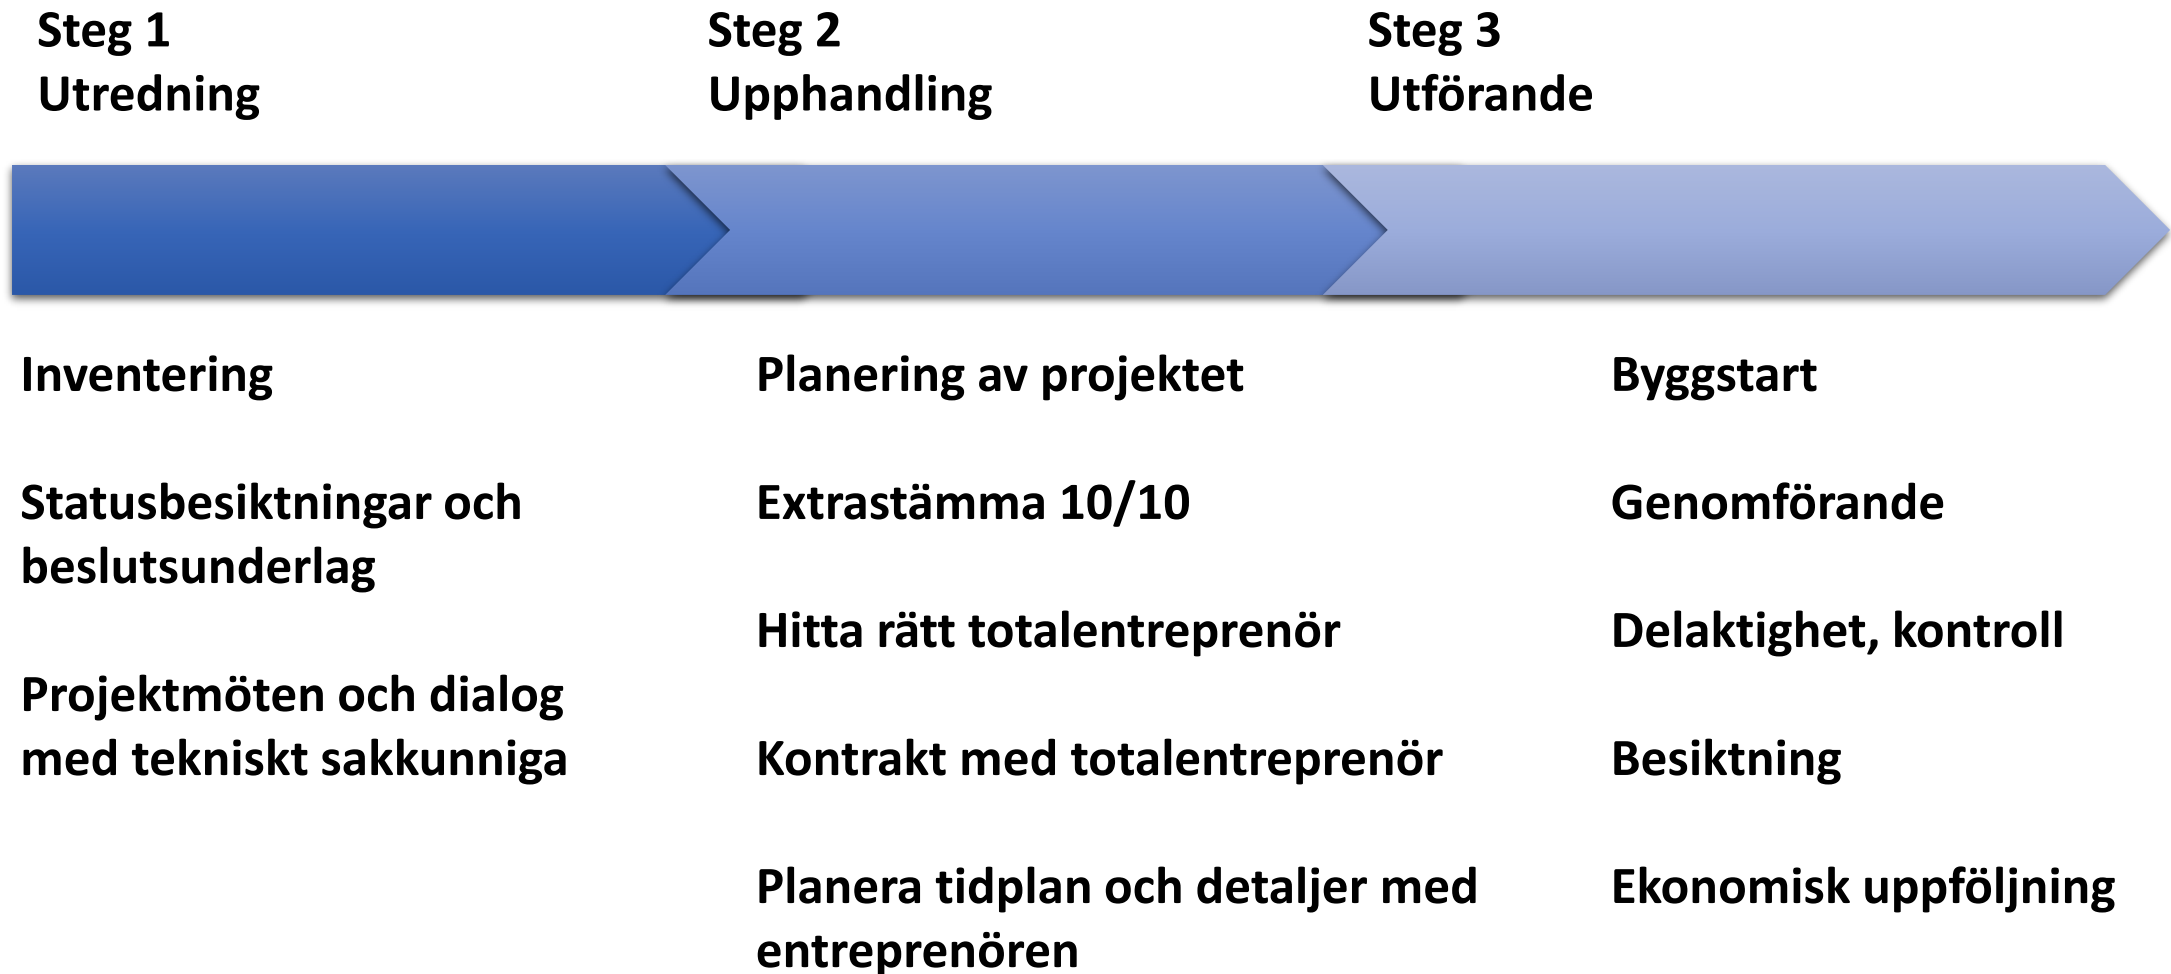 Steg 1
Utredning
Steg 2
Upphandling
Steg 3
Utförande
Inventering
Statusbesiktningar och
beslutsunderlag
Projektmöten och dialog
med tekniskt sakkunniga
Planering av projektet
Extrastämma 10/10
Hitta rätt totalentreprenör
Kontrakt med totalentreprenör
Planera tidplan och detaljer med
entreprenören
Byggstart
Genomförande
Delaktighet, kontroll
Besiktning
Ekonomisk uppföljning